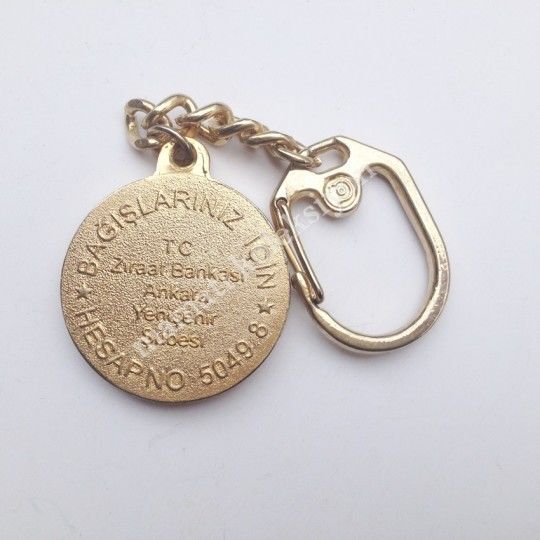 BAĞIŞLARINIZ İÇİN
T.C
Ziraat Bankası
Ankara
Yenişehir
Şubesi
★ HESAP NO 5049.8 ★